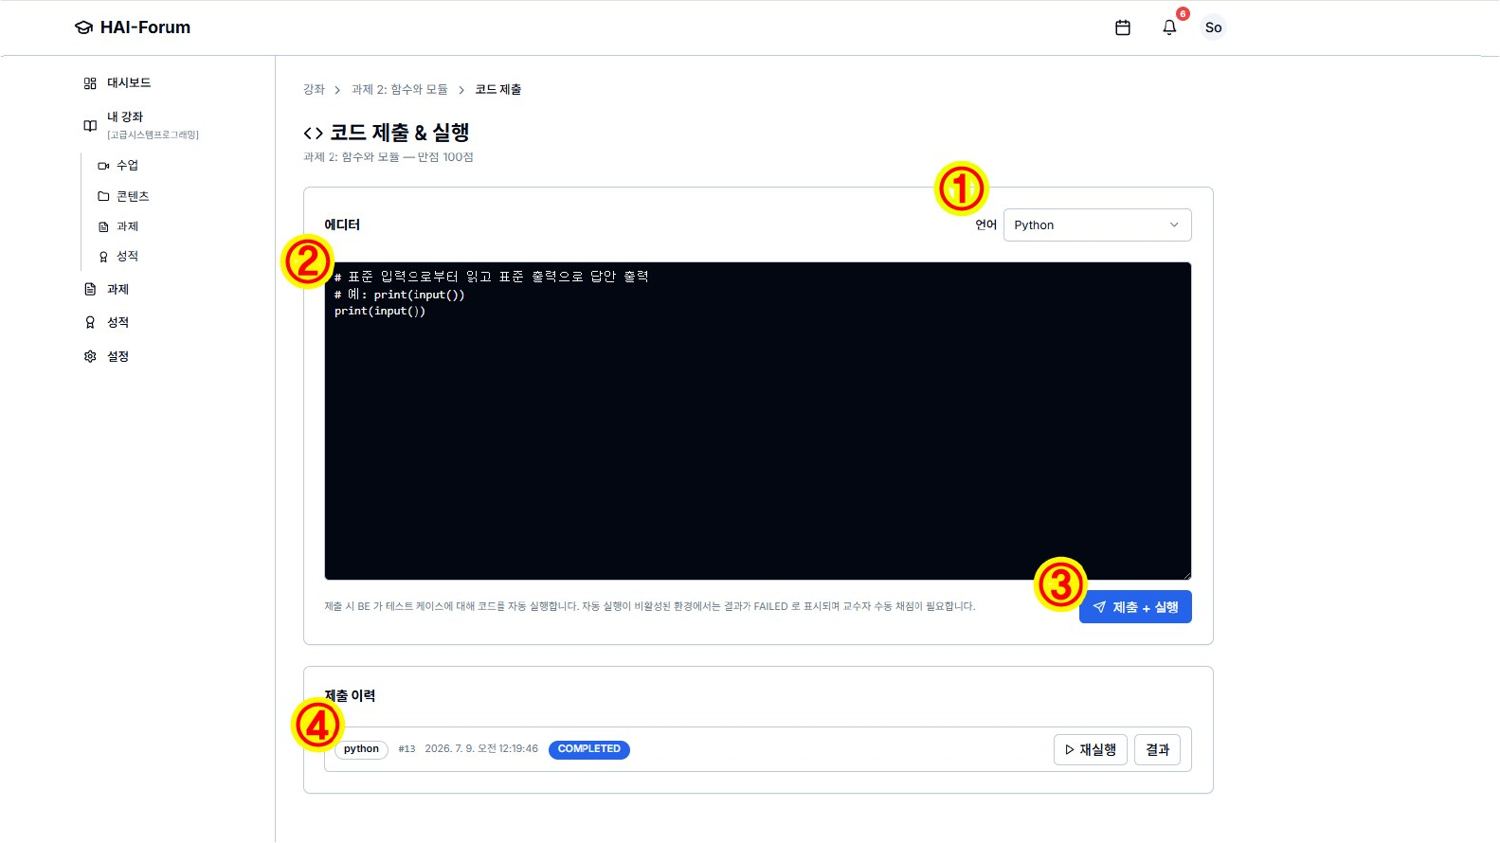 HAI-Forum
6
So
대시보드
내 강좌
[고급시스템프로그래밍]
수업
콘텐츠
과제
성적
과제
성적
설정
강좌 > 과제 2: 함수와 모듈 > 코드 제출
<> 코드 제출 & 실행
과제 2: 함수와 모듈 — 만점 100점
①
에디터
언어 Python
②
# 표준 입력으로부터 읽고 표준 출력으로 답안 출력
# 예: print(input())
print(input())
③
제출 시 BE 가 테스트 케이스에 대해 코드를 자동 실행합니다. 자동 실행이 비활성된 환경에서는 결과가 FAILED 로 표시되며 교수자 수동 채점이 필요합니다.
제출 + 실행
제출 이력
④
python #13 2026. 7. 9. 오전 12:19:46 COMPLETED 재실행 결과